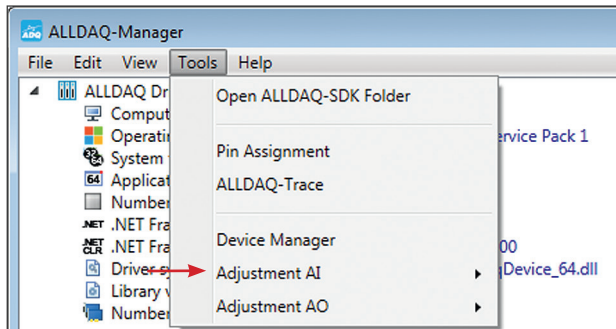 ALLDAQ-Manager
File Edit View Tools Help
ALLDAQ Dr
Open ALLDAQ-SDK Folder
Comput
Operatin
ervice Pack 1
System
Pin Assignment
Applicat
ALLDAQ-Trace
Number
.NET Fra
Device Manager
.NET Fra
00
Driver sy
Adjustment AI
qDevice_64.dll
Library v
Adjustment AO
Number